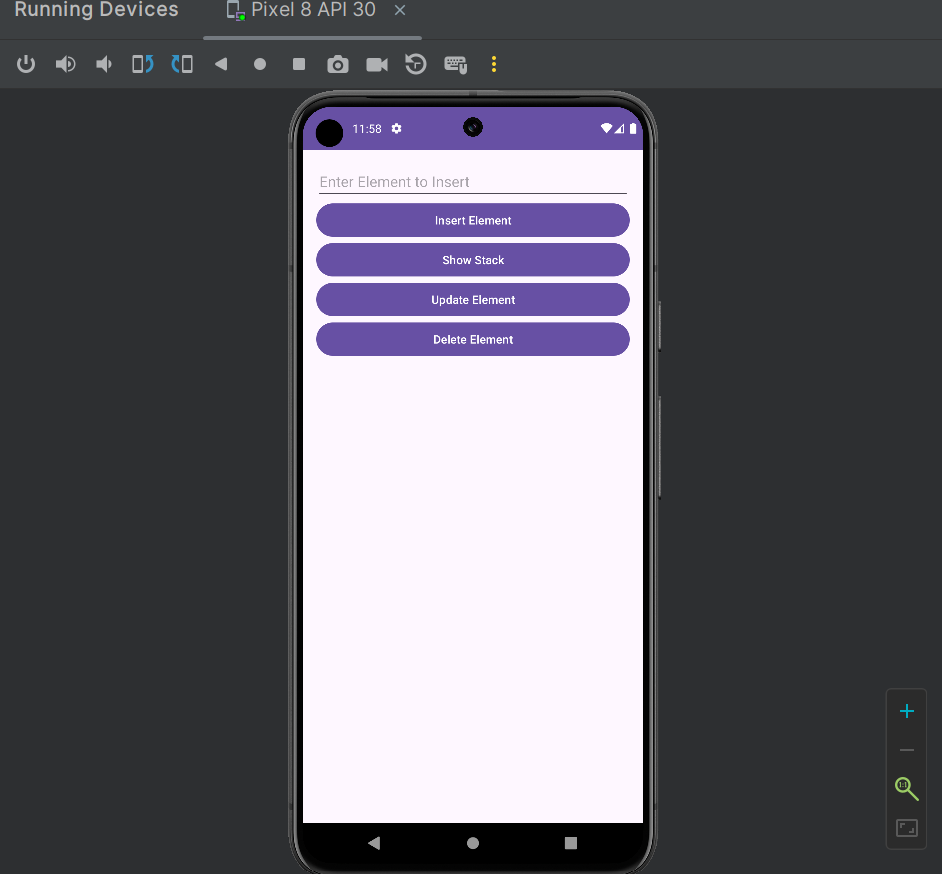 Running Devices
Pixel 8 API 30
11:58
Enter Element to Insert
Insert Element
Show Stack
Update Element
Delete Element
1:1